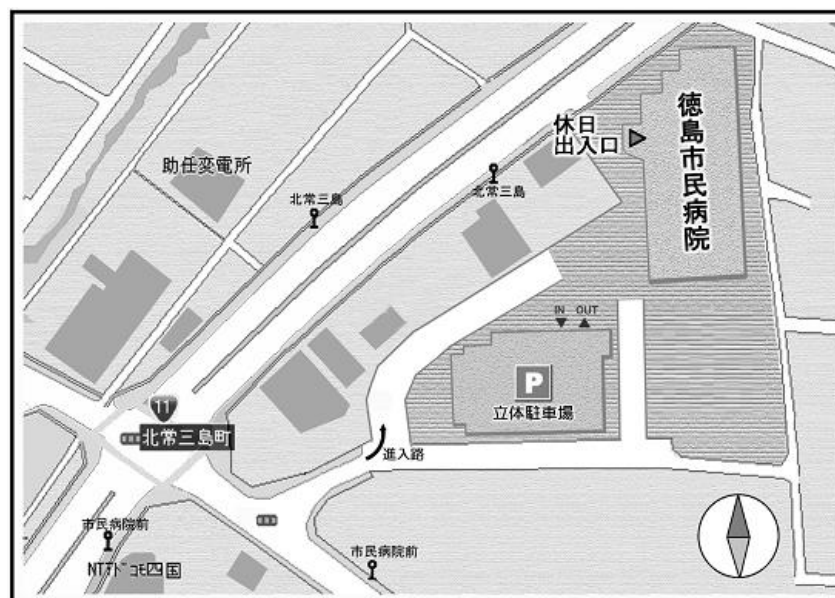 徳島市民病院
休日
出入口
助任変電所
北常三島
北常三島
IN OUT
P
立体駐車場
11
北常三島町
進入路
市民病院前
市民病院前
NTTドコモ四国